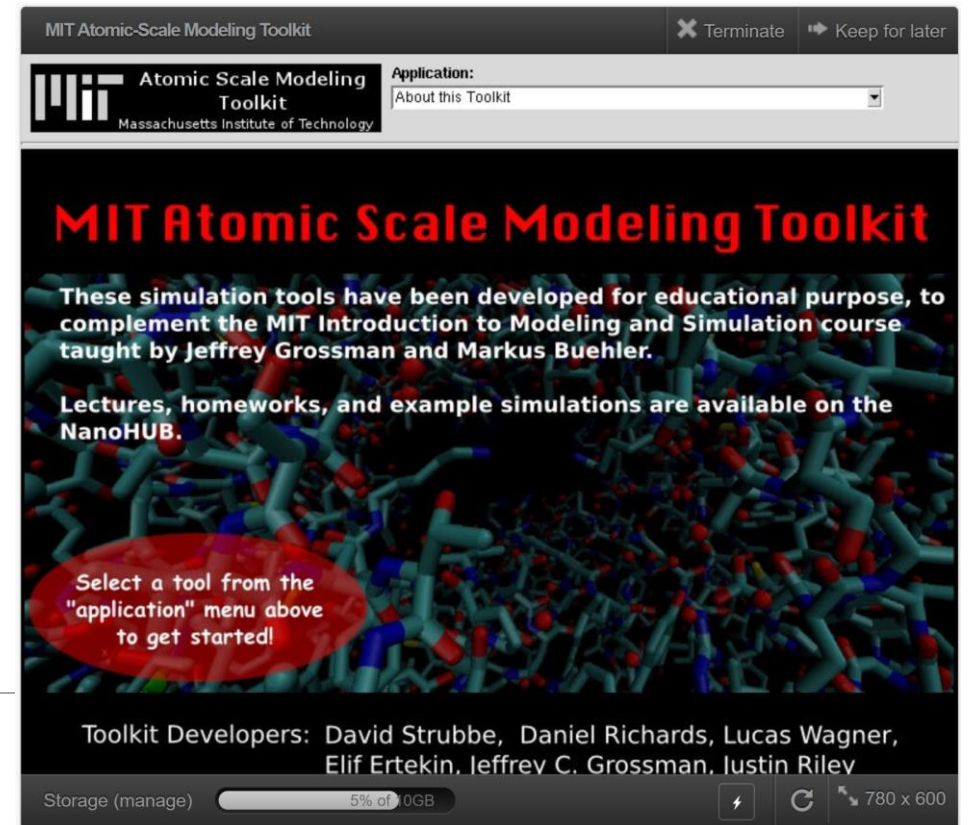 MIT Atomic-Scale Modeling Toolkit
Terminate
Keep for later
Atomic Scale Modeling
Toolkit
Massachusetts Institute of Technology
Application:
About this Toolkit
MIT Atomic Scale Modeling Toolkit
These simulation tools have been developed for educational purpose, to
complement the MIT Introduction to Modeling and Simulation course
taught by Jeffrey Grossman and Markus Buehler.
Lectures, homeworks, and example simulations are available on the
NanoHUB.
Select a tool from the
"application" menu above
to get started!
Toolkit Developers: David Strubbe, Daniel Richards, Lucas Wagner,
Elif Ertekin, Jeffrey C. Grossman, Justin Riley
Storage (manage)
5% of 10GB
780 x 600